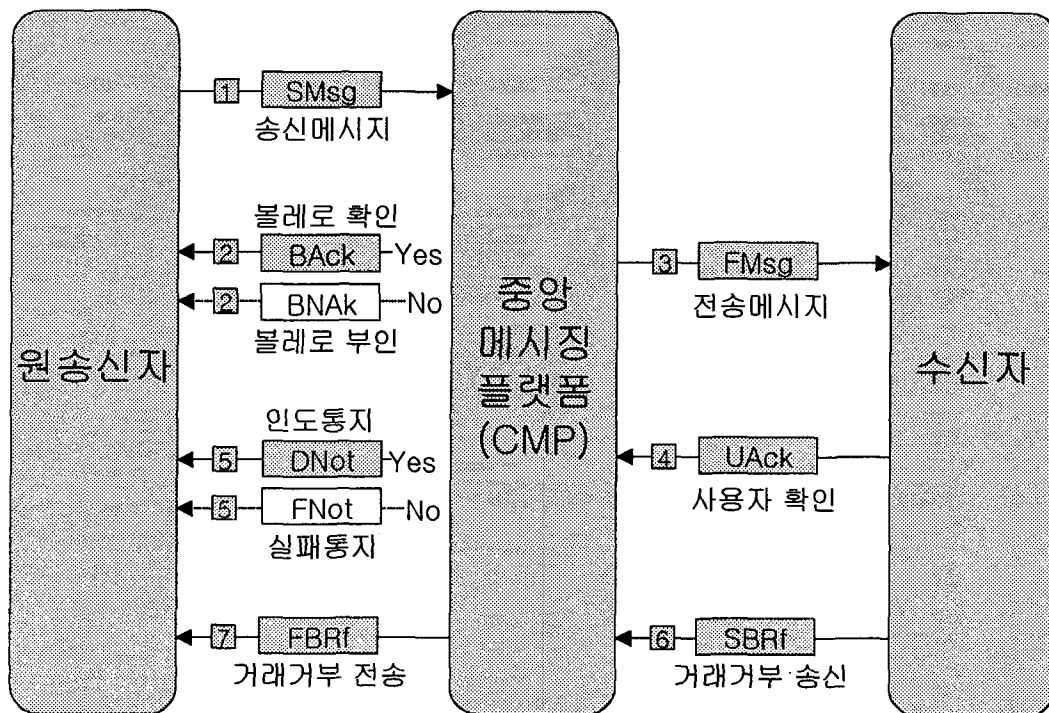 1 SMsg
송신메시지
볼레로 확인
2 BAck Yes
2 BNAk No
볼레로 부인
3 FMsg
전송메시지
원송신자
중앙
메시징
플랫폼
(CMP)
수신자
인도통지
5 DNot Yes
5 FNot No
실패통지
4 UAck
사용자 확인
7 FBRf
거래거부 전송
6 SBRf
거래거부 송신